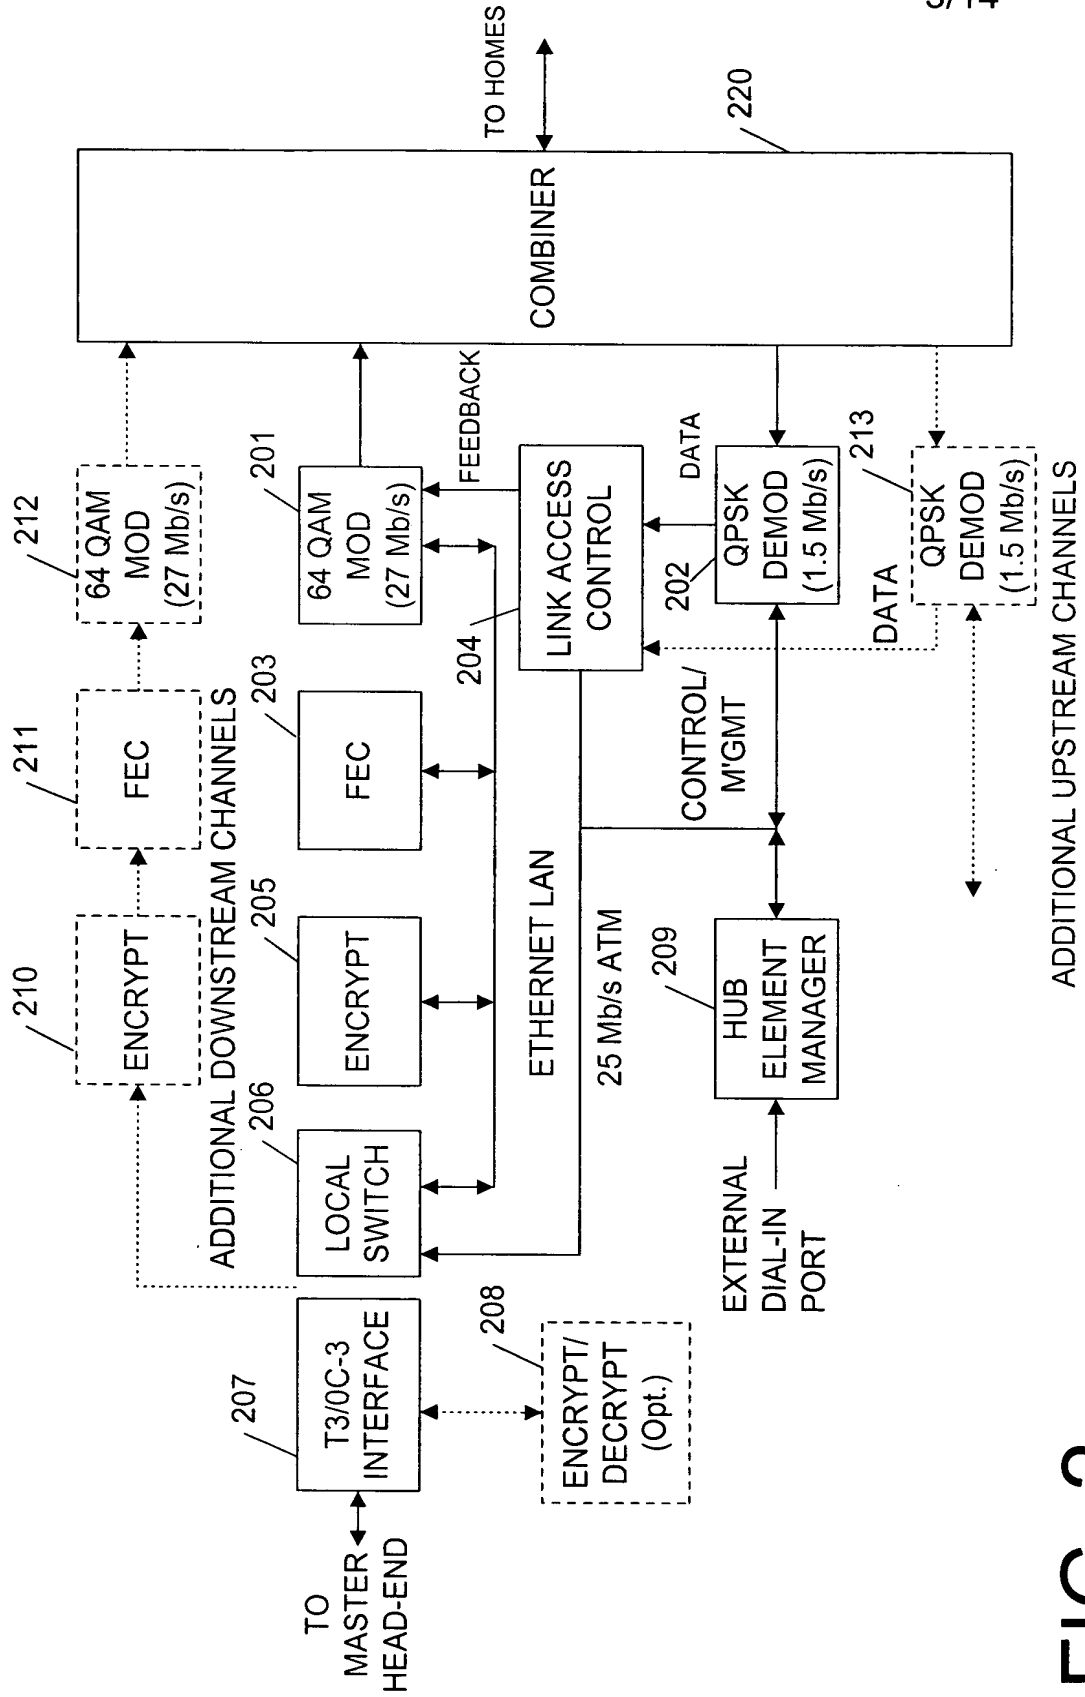 3/14
TO HOMES
220
COMBINER
212
64 QAM
MOD
(27 Mb/s)
211
FEC
210
ENCRYPT
ADDITIONAL DOWNSTREAM CHANNELS
201
64 QAM
MOD
(27 Mb/s)
FEEDBACK
203
FEC
205
ENCRYPT
206
LOCAL
SWITCH
207
T3/0C-3
INTERFACE
TO
MASTER
HEAD-END
208
ENCRYPT/
DECRYPT
(Opt.)
204
LINK ACCESS
CONTROL
ETHERNET LAN
25 Mb/s ATM
DATA
202
QPSK
DEMOD
(1.5 Mb/s)
CONTROL/
M'GMT
209
HUB
ELEMENT
MANAGER
EXTERNAL
DIAL-IN
PORT
213
QPSK
DEMOD
(1.5 Mb/s)
DATA
ADDITIONAL UPSTREAM CHANNELS
FIG